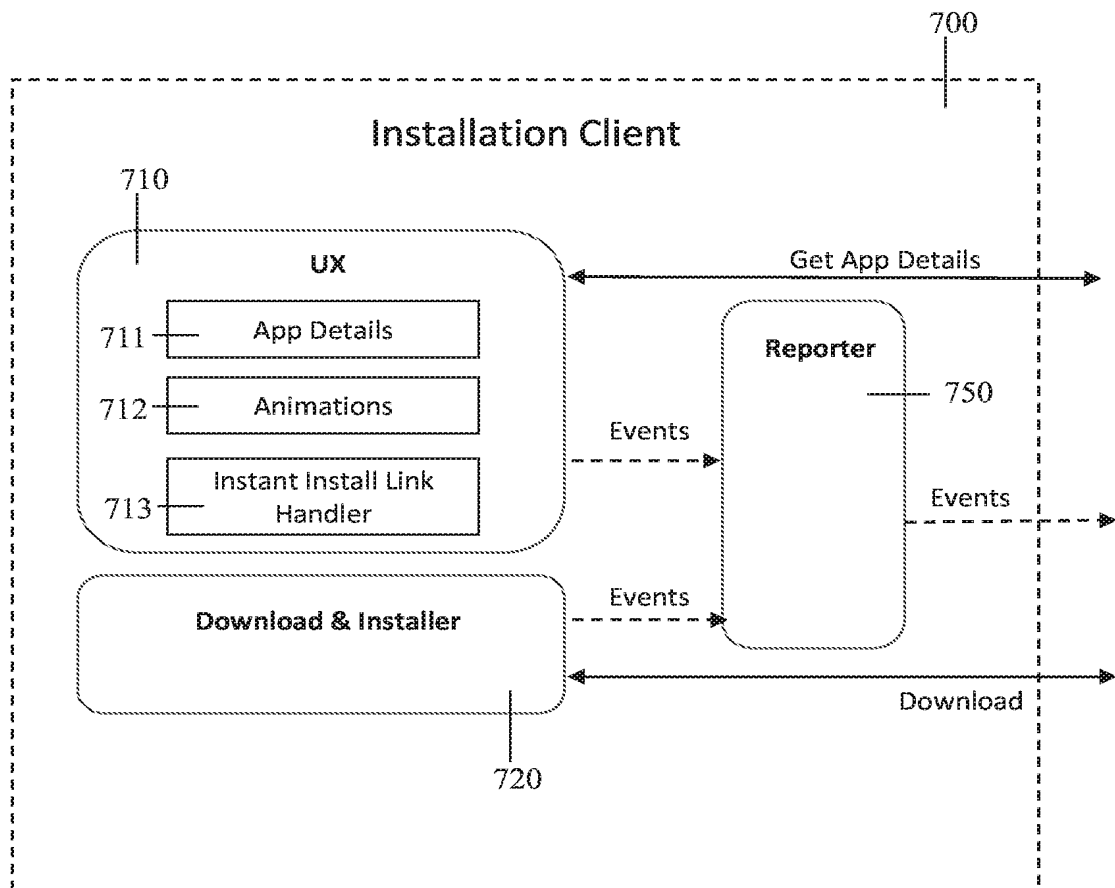 700
Installation Client
710
UX
Get App Details
711
App Details
Reporter
712
Animations
750
Events
713
Instant Install Link
Handler
Events
Events
Download & Installer
Download
720